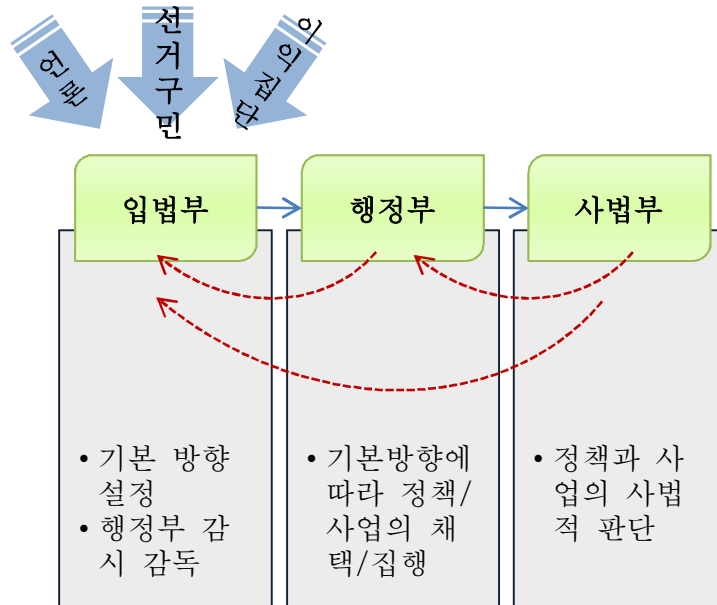 언론
선거구민
이익집단
입법부
행정부
사법부
• 기본 방향
설정
• 행정부 감
시 감독
• 기본방향에
따라 정책/
사업의 채
택/집행
• 정책과 사
업의 사법
적 판단